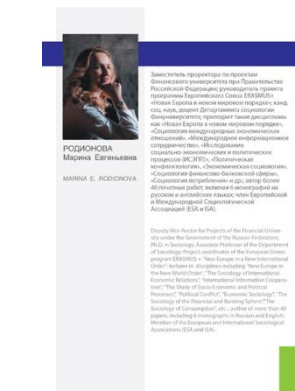 РОДИОНОВА
Марина Евгеньевна
MARINA E. RODIONOVA
Заместитель проректора по проектам
Финансового университета при Правительстве
Российской Федерации; руководитель проекта
программы Европейского Союза ERASMUS+
«Новая Европа в новом мировом порядке»; канд.
соц. наук, доцент Департамента социологии
Финуниверситета; преподает такие дисциплины
как «Новая Европа в новом мировом порядке»,
«Социология международных экономических
отношений», «Международное информационное
сотрудничество», «Исследование
социально-экономических и политических
процессов (ИСЭПП)», «Политическая
конфликтология», «Экономическая социология»,
«Социология финансово-банковской сферы»,
«Социология потребления» и др.; автор более
40 печатных работ, включая 6 монографий на
русском и английских языках; член Европейской
и Международной Социологической
Ассоциацией (ESA и ISA).
Deputy Vice-Rector for Projects of the Financial Univer-
sity under the Government of the Russian Federation,
Ph.D. in Sociology, Associate Professor of the Department
of Sociology; Project coordinator of the European Union
program ERASMUS + "New Europe in a New International
Order"; lecturer in disciplines including "New Europe in
the New World Order", "The Sociology of International
Economic Relations", "International Information Coopera-
tion", "The Study of Socio-Economic and Political
Processes", "Political Conflict", "Economic Sociology", "The
Sociology of the Financial and Banking Sphere", "The
Sociology of Consumption", etc.; author of more than 40
papers, including 6 monography in Russian and English.
Member of the European and International Sociological
Associations (ESA and ISA).